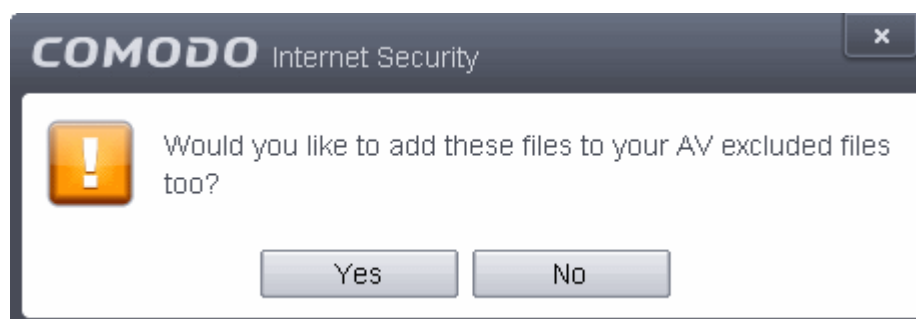 COMODO Internet Security
Would you like to add these files to your AV excluded files
too?
Yes No